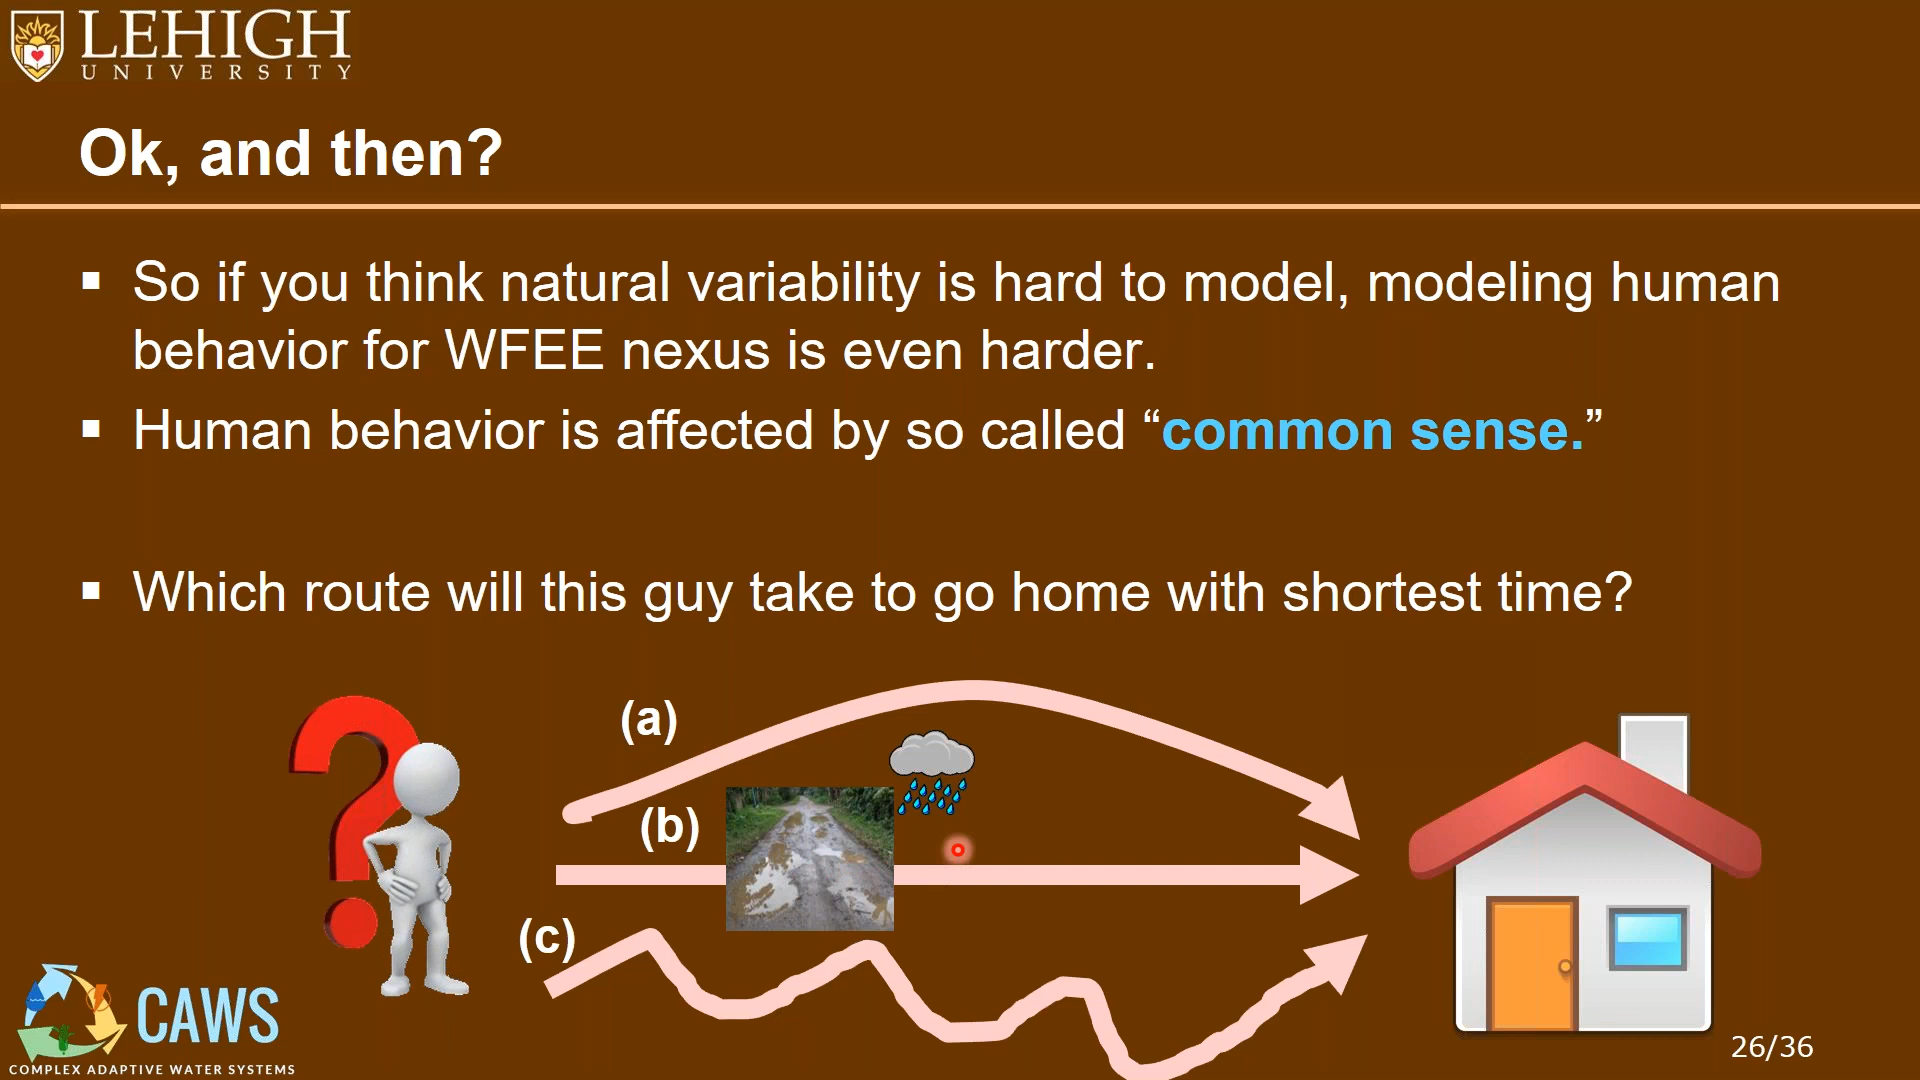 LEHIGH
UNIVERSITY
Ok, and then?
▪ So if you think natural variability is hard to model, modeling human
behavior for WFEE nexus is even harder.
▪ Human behavior is affected by so called “common sense.”
▪ Which route will this guy take to go home with shortest time?
(a)
(b)
(c)
CAWS
COMPLEX ADAPTIVE WATER SYSTEMS
26/36